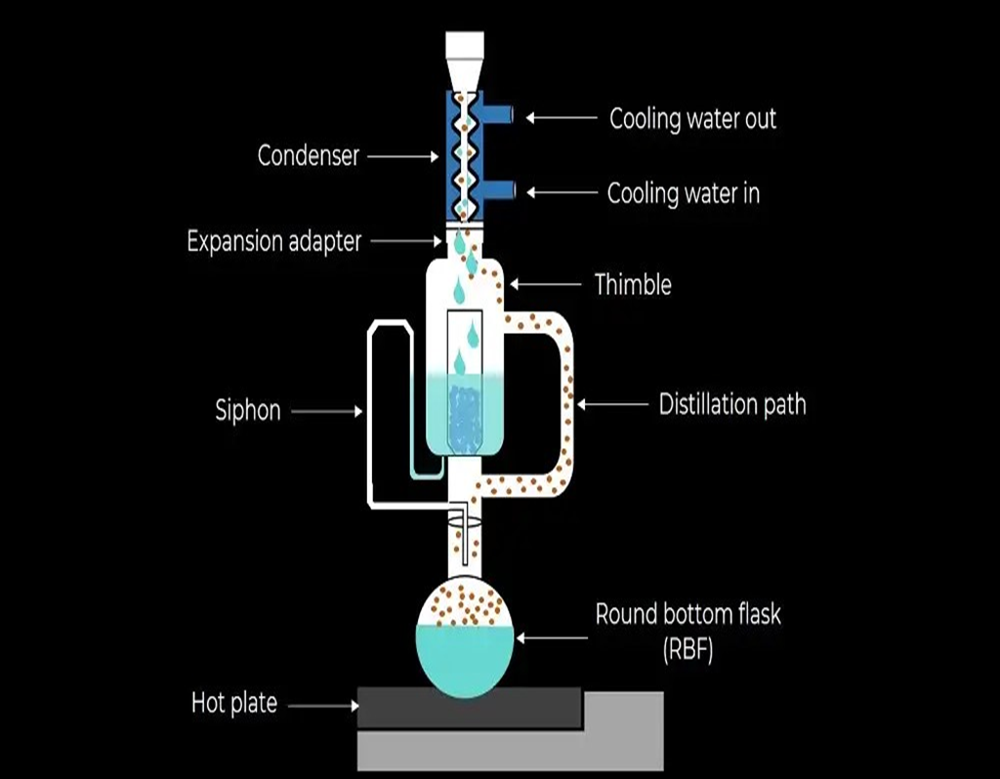 Cooling water out
Condenser
Cooling water in
Expansion adapter
Thimble
Siphon
Distillation path
Round bottom flask
(RBF)
Hot plate